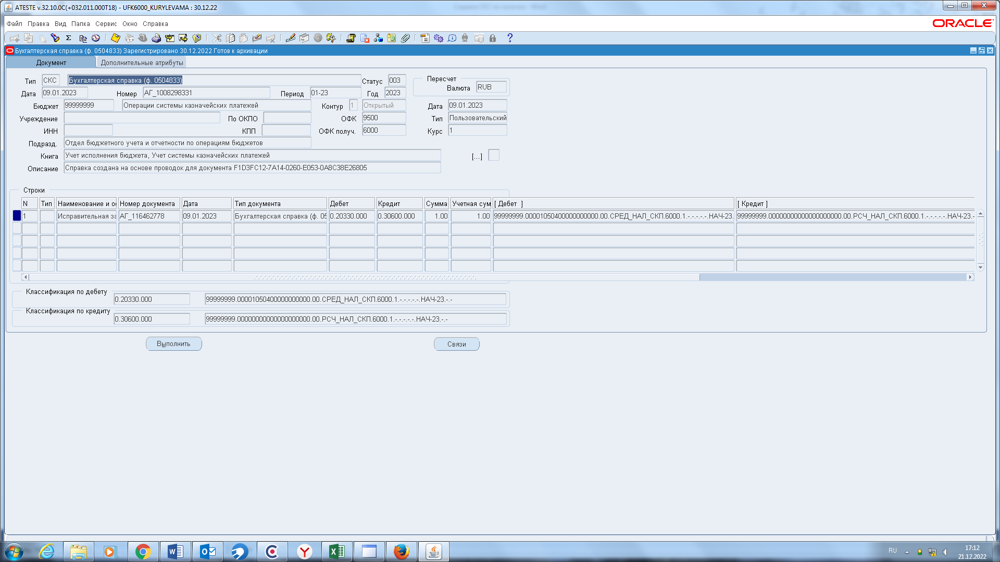 ATESTE v.32.10.0C(+032.011.000T18) - UFK6000_KURYLEVAMA : 30.12.22
Файл Правка Вид Папка Сервис Окно Справка
ORACLE
Бухгалтерская справка (ф. 0504833) Зарегистрировано 30.12.2022 Готов к архивации
Документ Дополнительные атрибуты
Тип СКС Бухгалтерская справка (ф. 0504833) Статус 003 Пересчет
Валюта RUB
Дата 09.01.2023 Номер АГ_1008298331 Период 01-23 Год 2023
Бюджет 99999999 Операции системы казначейских платежей Контур 1 Открытый Дата 09.01.2023
Учреждение По ОКПО ОФК 9500 Тип Пользовательский
ИНН КПП ОФК получ. 6000 Курс 1
Подразд. Отдел бюджетного учета и отчетности по операциям бюджетов
Книга Учет исполнения бюджета, Учет системы казначейских платежей [...]
Описание Справка создана на основе проводок для документа F1D3FC12-7A14-0260-E053-0A8C38E26805
Строки
N Тип Наименование и ос Номер документа Дата Тип документа Дебет Кредит Сумма Учетная сум [ Дебет ] [ Кредит ]
1 Исправительная за АГ_116462778 09.01.2023 Бухгалтерская справка (ф. 05 0.20330.000 0.30600.000 1.00 1.00 99999999.00001050400000000000.00.СРЕД_НАЛ_СКП.6000.1.-.-.-.-.-.НАЧ-23. 99999999.00000000000000000000.00.РСЧ_НАЛ_СКП.6000.1.-.-.-.-.-.НАЧ-23.-
Классификация по дебету
0.20330.000 99999999.00001050400000000000.00.СРЕД_НАЛ_СКП.6000.1.-.-.-.-.-.НАЧ-23.-.-
Классификация по кредиту
0.30600.000 99999999.00000000000000000000.00.РСЧ_НАЛ_СКП.6000.1.-.-.-.-.-.НАЧ-23.-.-
Выполнить Связи
RU
17:12
21.12.2022